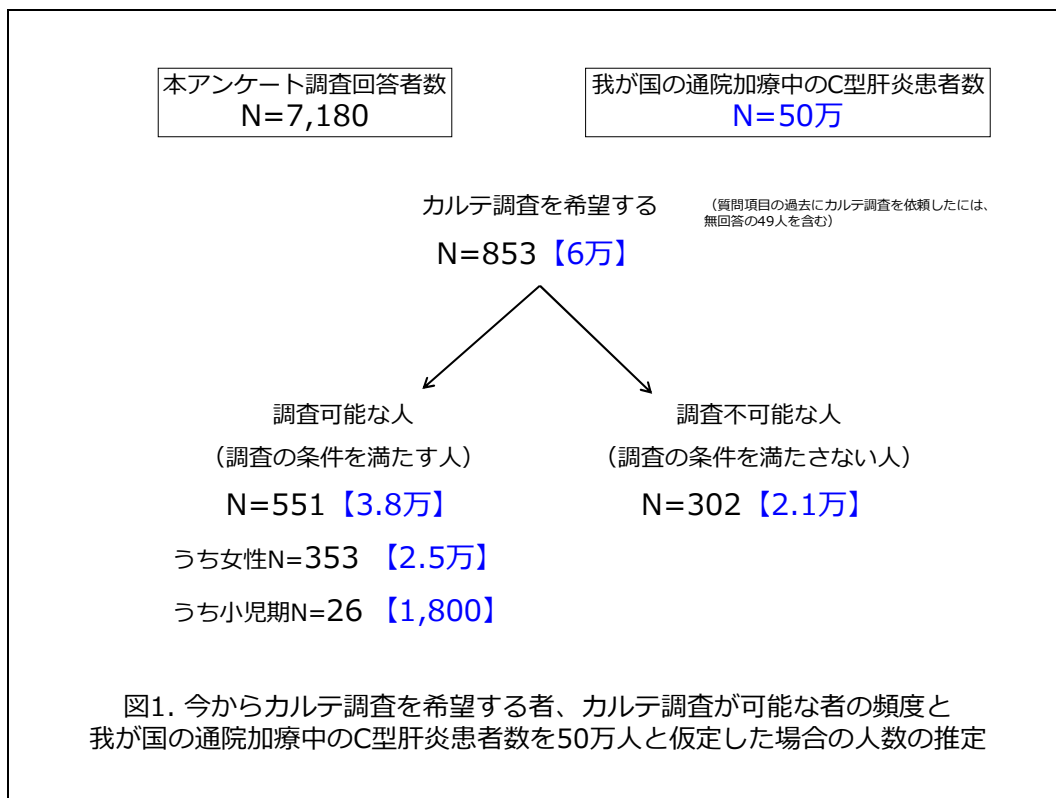 本アンケート調査回答者数
N=7,180
我が国の通院加療中のC型肝炎患者数
N=50万
カルテ調査を希望する
（質問項目の過去にカルテ調査を依頼したには、
無回答の49人を含む）
N=853【6万】
調査可能な人
（調査の条件を満たす人）
N=551【3.8万】
うち女性N=353 【2.5万】
うち小児期N=26 【1,800】
調査不可能な人
（調査の条件を満たさない人）
N=302【2.1万】
図1. 今からカルテ調査を希望する者、カルテ調査が可能な者の頻度と
我が国の通院加療中のC型肝炎患者数を50万人と仮定した場合の人数の推定